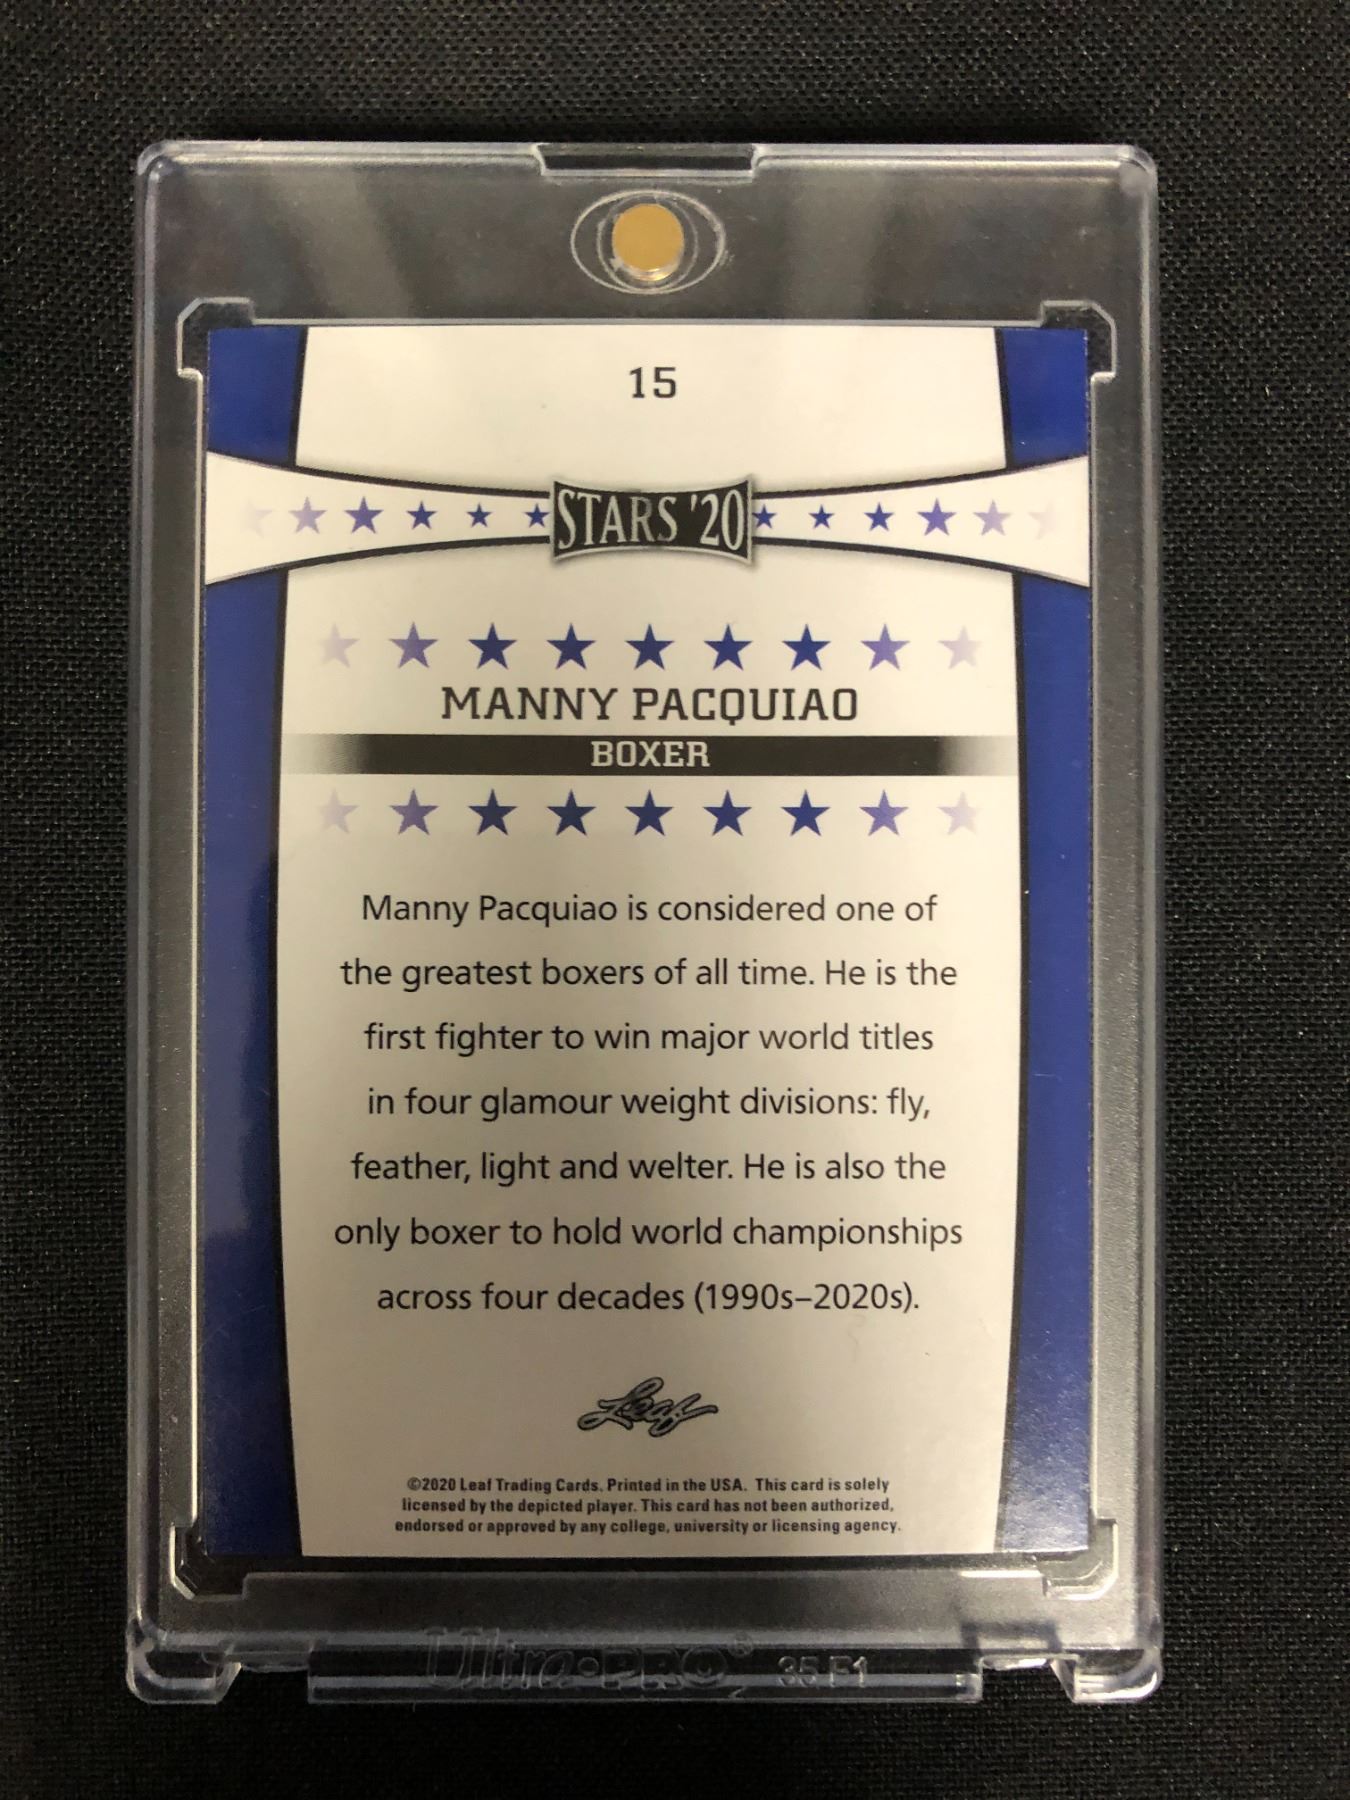 15
STARS '20
MANNY PACQUIAO
BOXER
Manny Pacquiao is considered one of
the greatest boxers of all time. He is the
first fighter to win major world titles
in four glamour weight divisions: fly,
feather, light and welter. He is also the
only boxer to hold world championships
across four decades (1990s–2020s).
Leaf
©2020 Leaf Trading Cards. Printed in the USA. This card is solely
licensed by the depicted player. This card has not been authorized,
endorsed or approved by any college, university or licensing agency.
Ultra•PRO® 35 F1